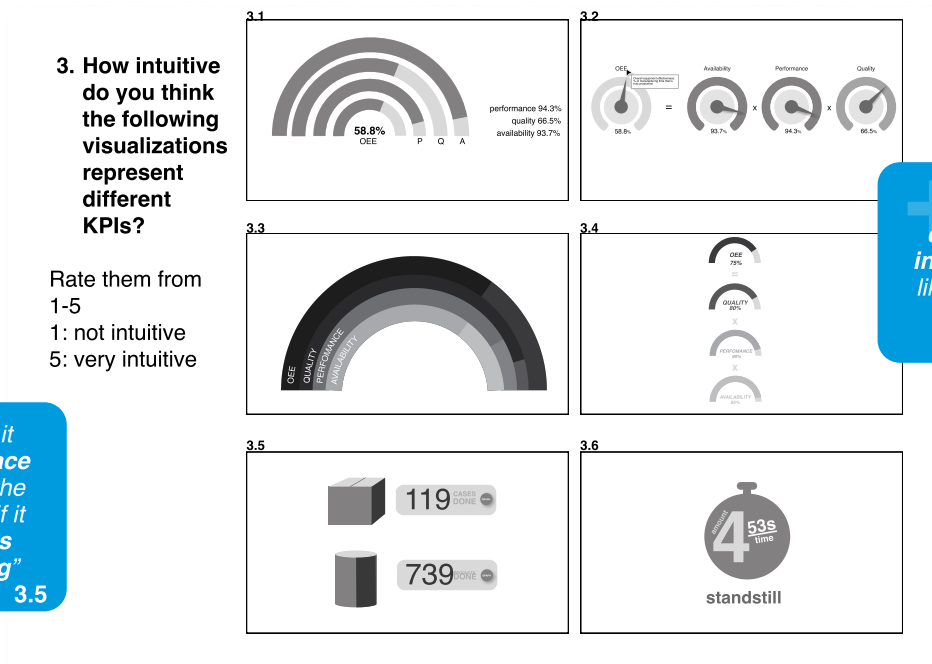 3. How intuitive
do you think
the following
visualizations
represent
different
KPIs?
Rate them from
1-5
1: not intuitive
5: very intuitive
3.1
58.8%
OEE
P Q A
performance 94.3%
quality 66.5%
availability 93.7%
3.2
OEE Availability Performance Quality
= x x
58.8% 93.7% 94.3% 66.5%
3.3
OEE
QUALITY
PERFOMANCE
AVAILABILITY
3.4
OEE
75%
=
QUALITY
80%
x
PERFOMANCE
x
AVAILABILITY
3.5
119 CASES
DONE
739
DONE
3.6
amount
4 53s
time
standstill
it
nce
he
f it
s
g”
3.5
in
lik